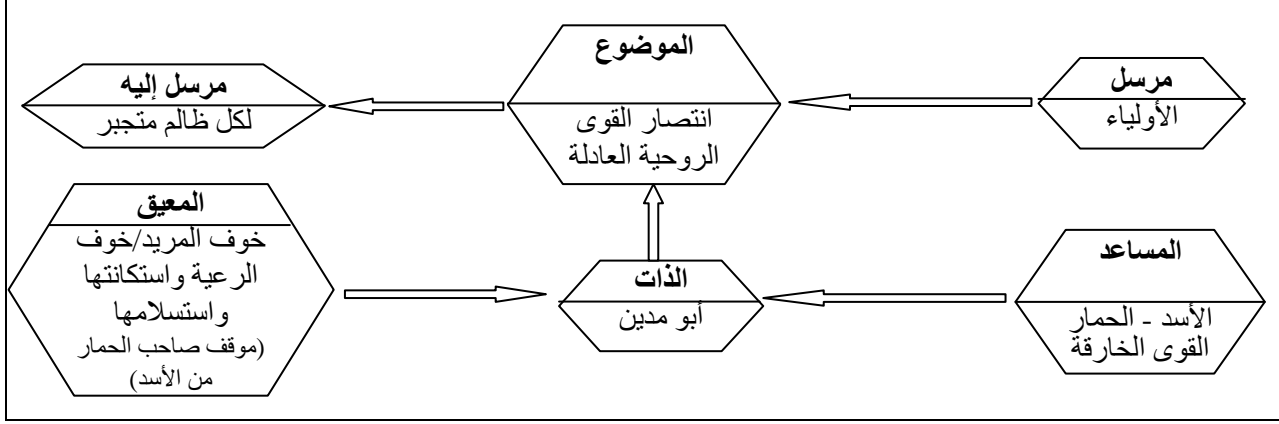 مرسل
الأولياء
الموضوع
انتصار القوى
الروحية العادلة
مرسل إليه
لكل ظالم متجبر
المساعد
الأسد - الحمار
القوى الخارقة
الذات
أبو مدين
المعيق
خوف المريد/خوف
الرعية واستكانتها
واستسلامها
(موقف صاحب الحمار
من الأسد)